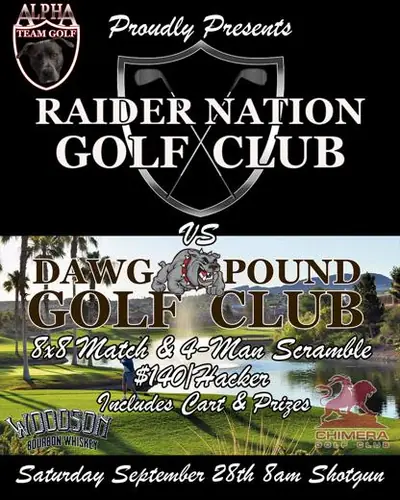 ALPHA
TEAM GOLF
Proudly Presents
RAIDER NATION
GOLF CLUB
VS
DAWG POUND
GOLF CLUB
8x8 Match & 4-Man Scramble
$140/Hacker
Includes Cart & Prizes
WOODSON
BOURBON WHISKEY
CHIMERA
GOLF CLUB
Saturday September 28th 8am Shotgun